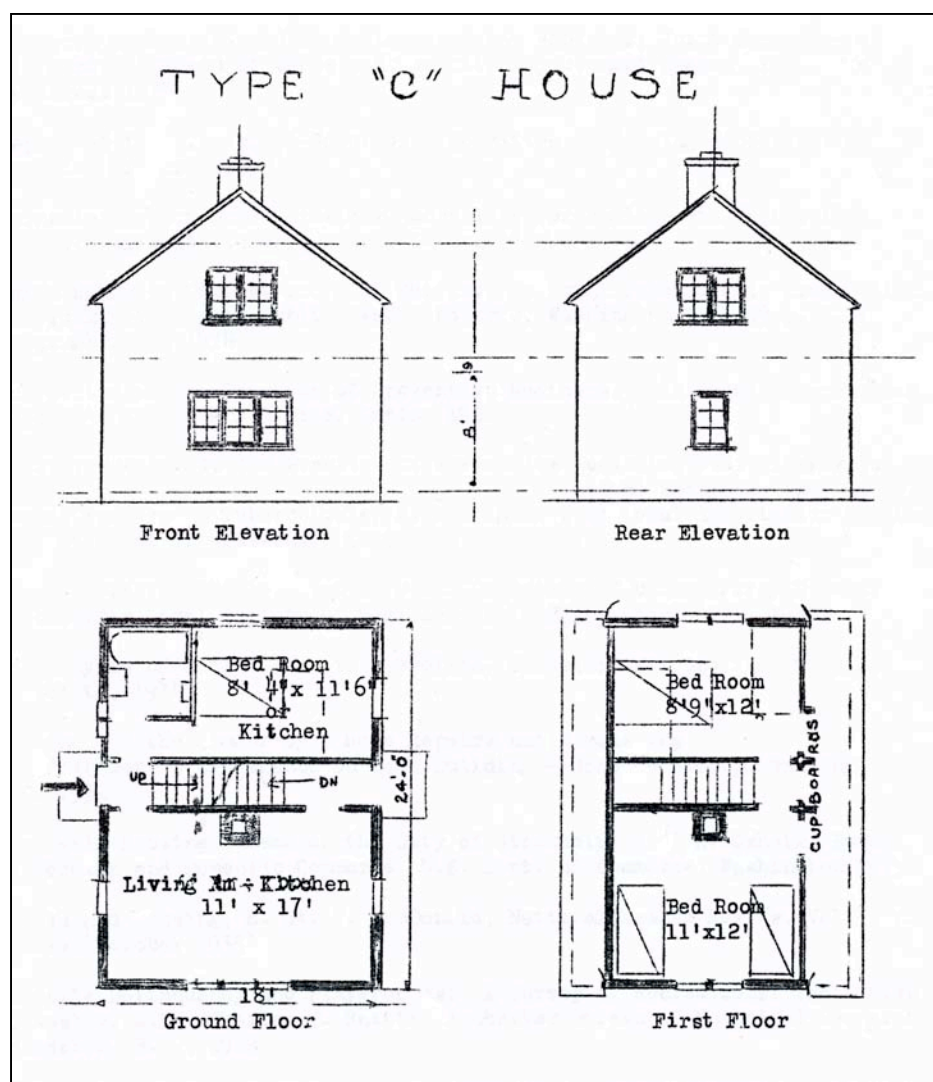 TYPE "C" HOUSE
9
8'
Front Elevation
Rear Elevation
Bed Room
8' 4" x 11'6"
or
Kitchen
UP
DN
24'.0"
Living Rm - Kitchen
11' x 17'
18'
Ground Floor
Bed Room
8'9"x12'
CUPBOARDS
Bed Room
11'x12'
First Floor